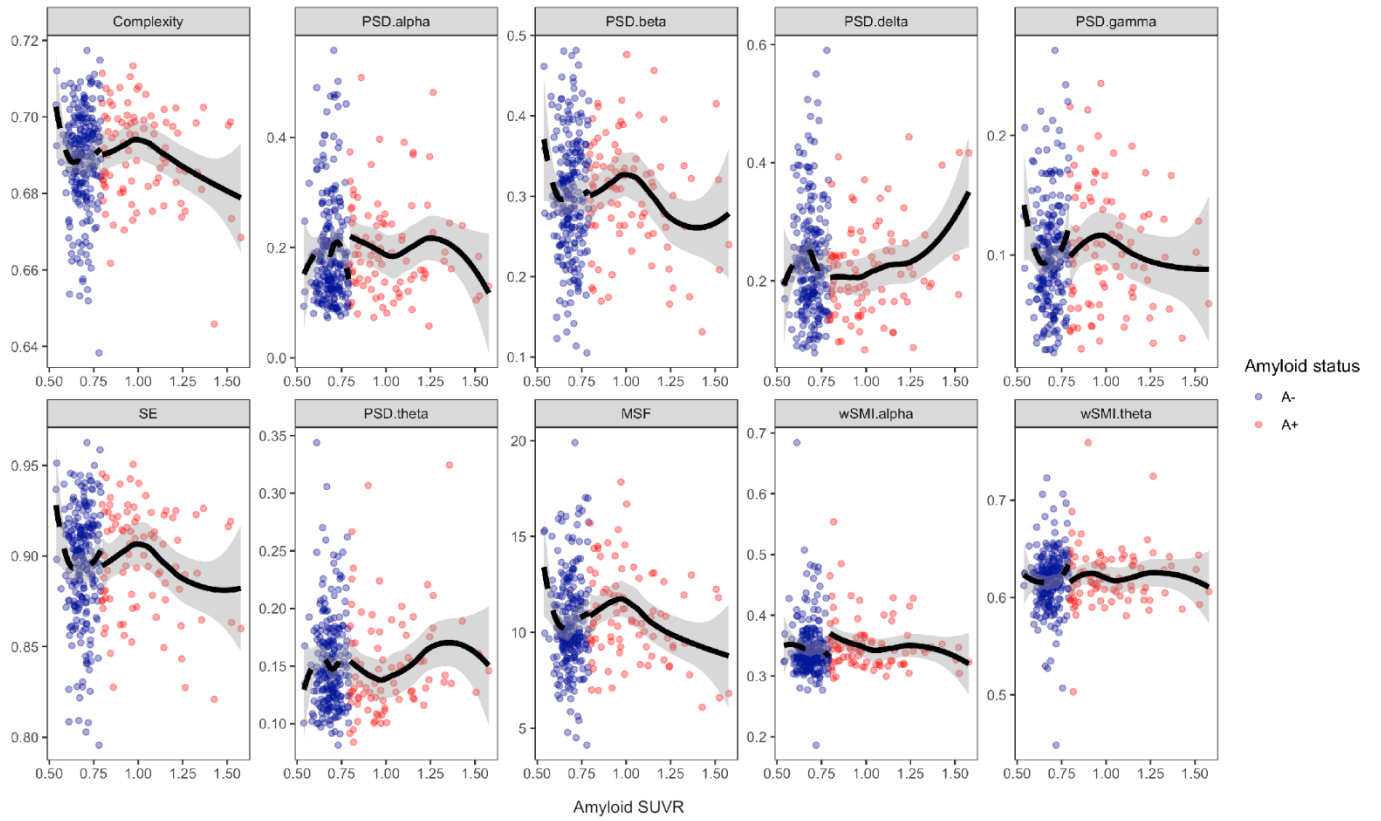 Complexity PSD.alpha PSD.beta PSD.delta PSD.gamma
0.72 0.70 0.68 0.66 0.64
0.4 0.2 0.0
0.5 0.4 0.3 0.2 0.1
0.6 0.4 0.2
0.2 0.1
0.50 0.75 1.00 1.25 1.50 0.50 0.75 1.00 1.25 1.50 0.50 0.75 1.00 1.25 1.50 0.50 0.75 1.00 1.25 1.50 0.50 0.75 1.00 1.25 1.50
SE PSD.theta MSF wSMI.alpha wSMI.theta
0.95 0.90 0.85 0.80
0.35 0.30 0.25 0.20 0.15 0.10
20 15 10 5
0.7 0.6 0.5 0.4 0.3 0.2
0.7 0.6 0.5
0.50 0.75 1.00 1.25 1.50 0.50 0.75 1.00 1.25 1.50 0.50 0.75 1.00 1.25 1.50 0.50 0.75 1.00 1.25 1.50 0.50 0.75 1.00 1.25 1.50
Amyloid SUVR
Amyloid status
A-
A+